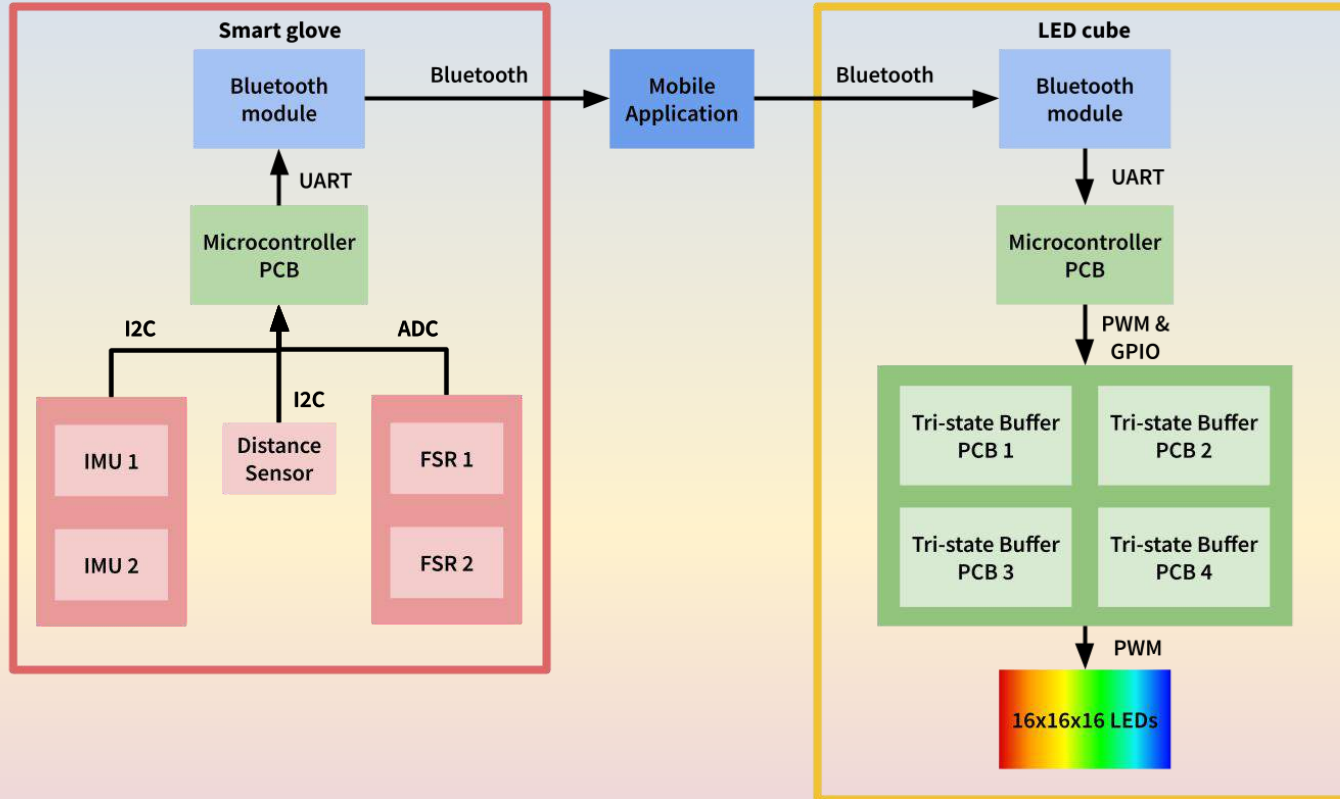 Smart glove
LED cube
Bluetooth
module
Bluetooth
Mobile
Application
Bluetooth
Bluetooth
module
UART
UART
Microcontroller
PCB
Microcontroller
PCB
I2C
ADC
PWM &
GPIO
I2C
IMU 1
IMU 2
Distance
Sensor
FSR 1
FSR 2
Tri-state Buffer
PCB 1
Tri-state Buffer
PCB 2
Tri-state Buffer
PCB 3
Tri-state Buffer
PCB 4
PWM
16x16x16 LEDs